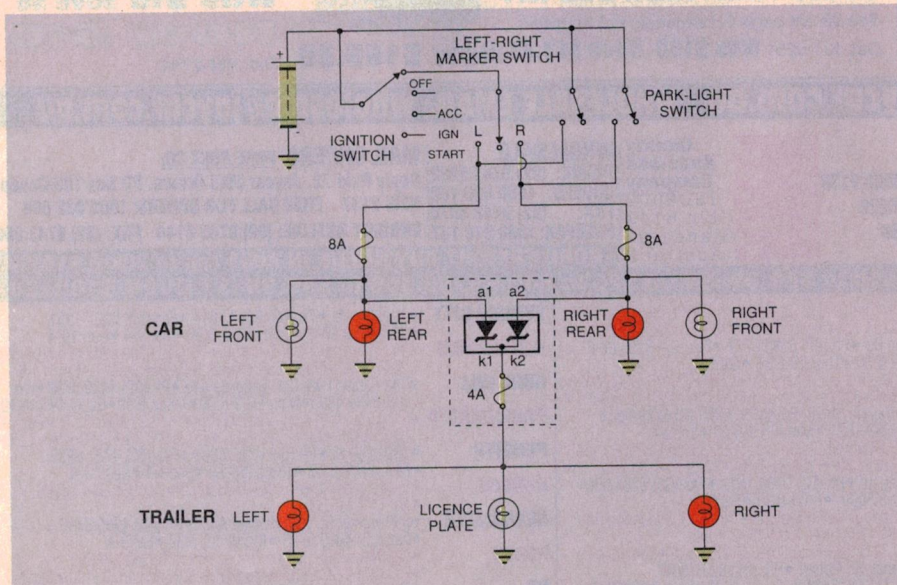 +
LEFT-RIGHT
MARKER SWITCH
OFF
PARK-LIGHT
SWITCH
-
ACC
IGNITION
SWITCH
IGN
L
R
START
8A
8A
a1 a2
CAR
LEFT
FRONT
LEFT
REAR
RIGHT
REAR
RIGHT
FRONT
k1 k2
4A
TRAILER
LEFT
LICENCE
PLATE
RIGHT